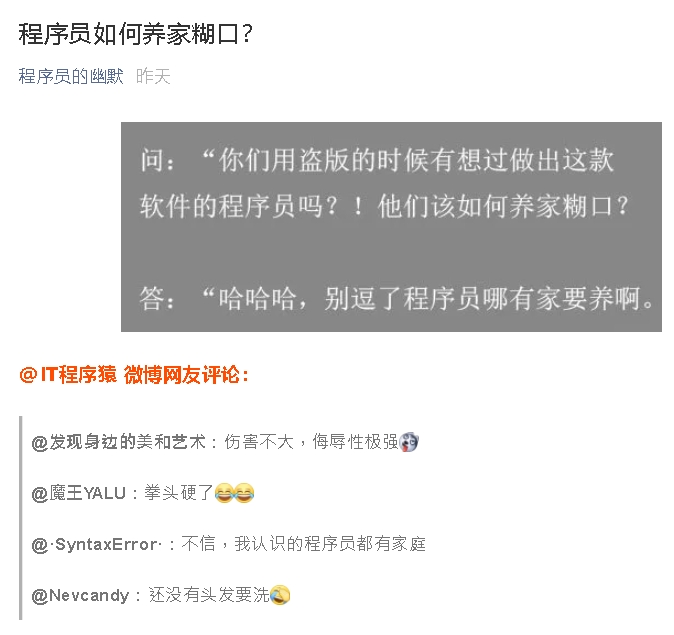 程序员如何养家糊口？
程序员的幽默 昨天
问：“你们用盗版的时候有想过做出这款
软件的程序员吗？！他们该如何养家糊口？
答：“哈哈哈，别逗了程序员哪有家要养啊。
@IT程序猿 微博网友评论：
@发现身边的美和艺术：伤害不大，侮辱性极强
@魔王YALU：拳头硬了😂😂
@·SyntaxError·：不信，我认识的程序员都有家庭
@Nevcandy：还没有头发要洗🤣